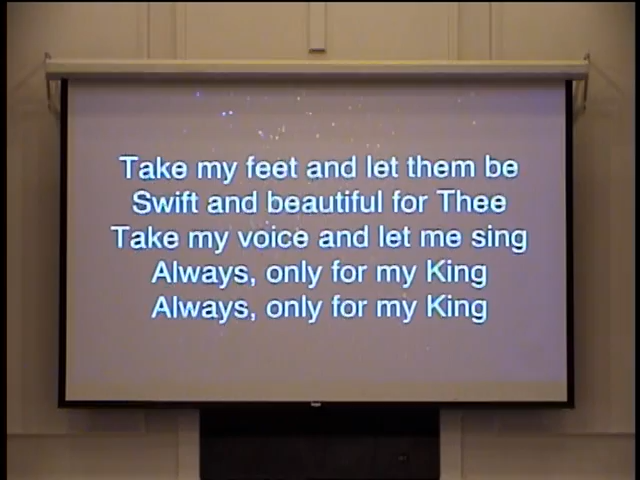 Take my feet and let them be
Swift and beautiful for Thee
Take my voice and let me sing
Always, only for my King
Always, only for my King